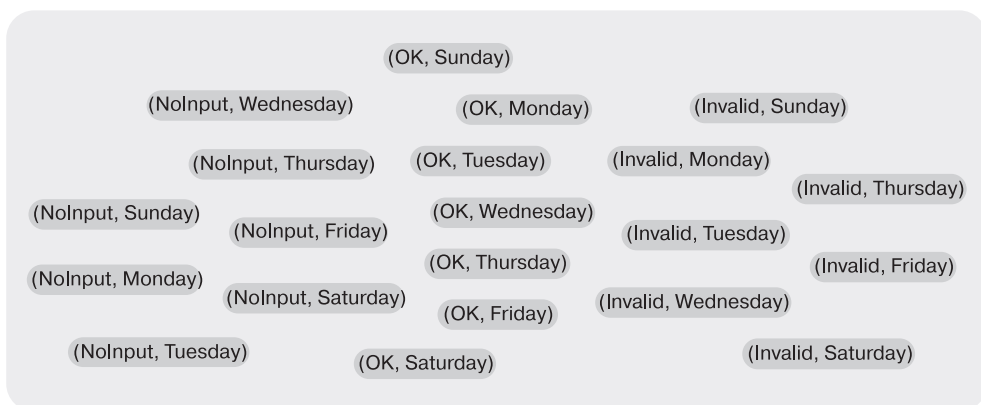 (OK, Sunday)
(NoInput, Wednesday)
(OK, Monday)
(Invalid, Sunday)
(NoInput, Thursday)
(OK, Tuesday)
(Invalid, Monday)
(Invalid, Thursday)
(NoInput, Sunday)
(NoInput, Friday)
(OK, Wednesday)
(Invalid, Tuesday)
(OK, Thursday)
(Invalid, Friday)
(NoInput, Monday)
(NoInput, Saturday)
(OK, Friday)
(Invalid, Wednesday)
(NoInput, Tuesday)
(OK, Saturday)
(Invalid, Saturday)